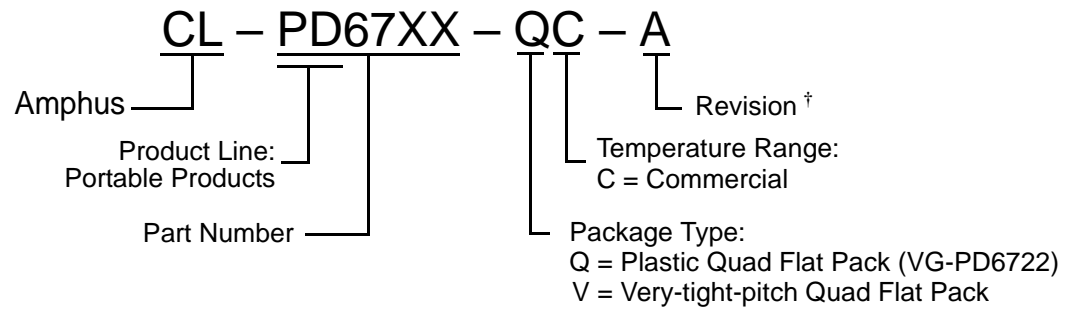 CL – PD67XX – QC – A
Amphus
Revision †
Product Line:
Portable Products
Temperature Range:
C = Commercial
Part Number
Package Type:
Q = Plastic Quad Flat Pack (VG-PD6722)
V = Very-tight-pitch Quad Flat Pack